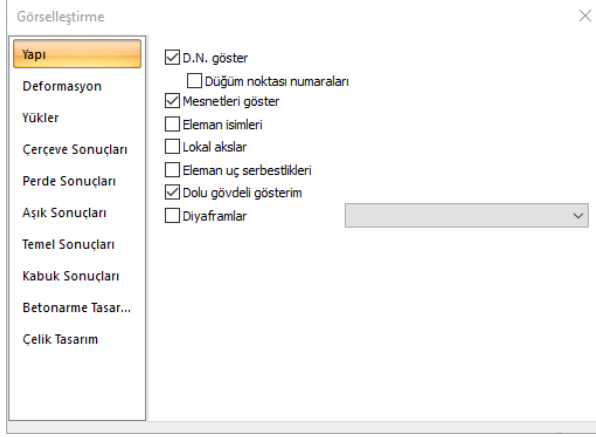 Görselleştirme
Yapı
Deformasyon
Yükler
Çerçeve Sonuçları
Perde Sonuçları
Aşık Sonuçları
Temel Sonuçları
Kabuk Sonuçları
Betonarme Tasar...
Çelik Tasarım
D.N. göster
Düğüm noktası numaraları
Mesnetleri göster
Eleman isimleri
Lokal akslar
Eleman uç serbestlikleri
Dolu gövdeli gösterim
Diyaframlar